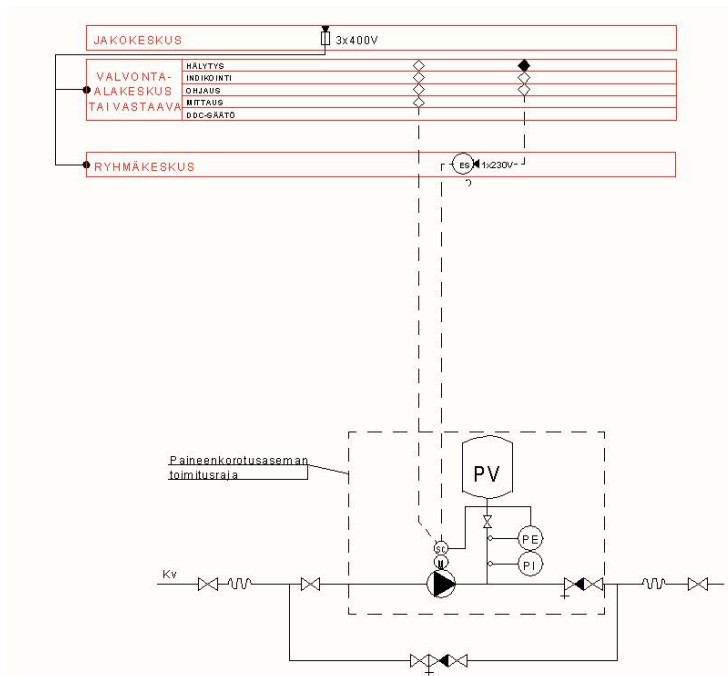 JAKOKESKUS
3x400V
VALVONTA-
ALAKESKUS
TAI VASTAAVA
HÄLYTYS
INDIKOINTI
OHJAUS
MITTAUS
DDC-SÄÄTÖ
RYHMÄKESKUS
ES
1x230V
Paineenkorotusaseman
toimitusraja
PV
SC
PE
M
PI
Kv